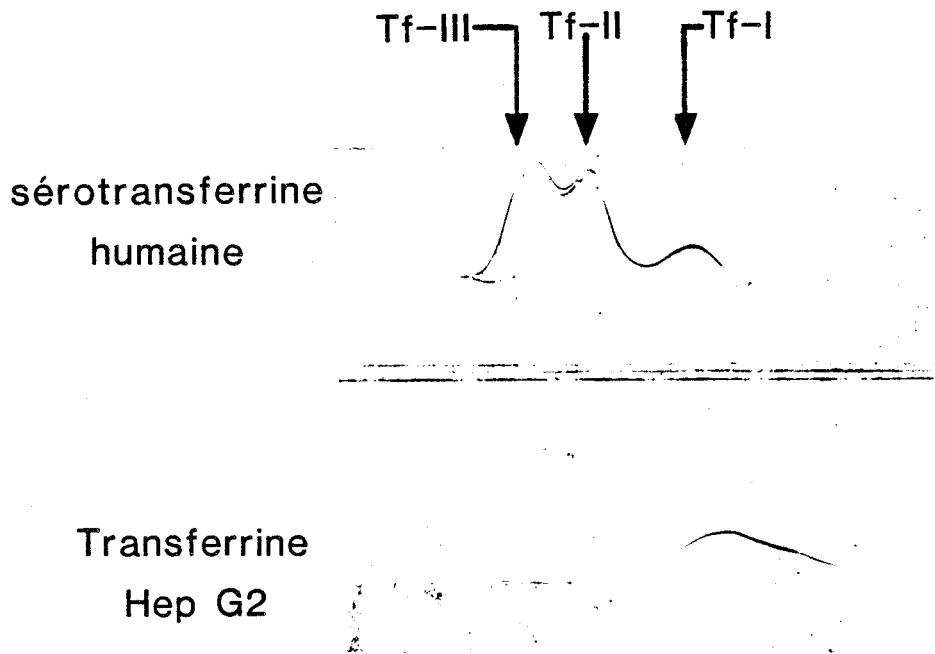 Tf-III Tf-II Tf-I
sérotransferrine
humaine
Transferrine
Hep G2